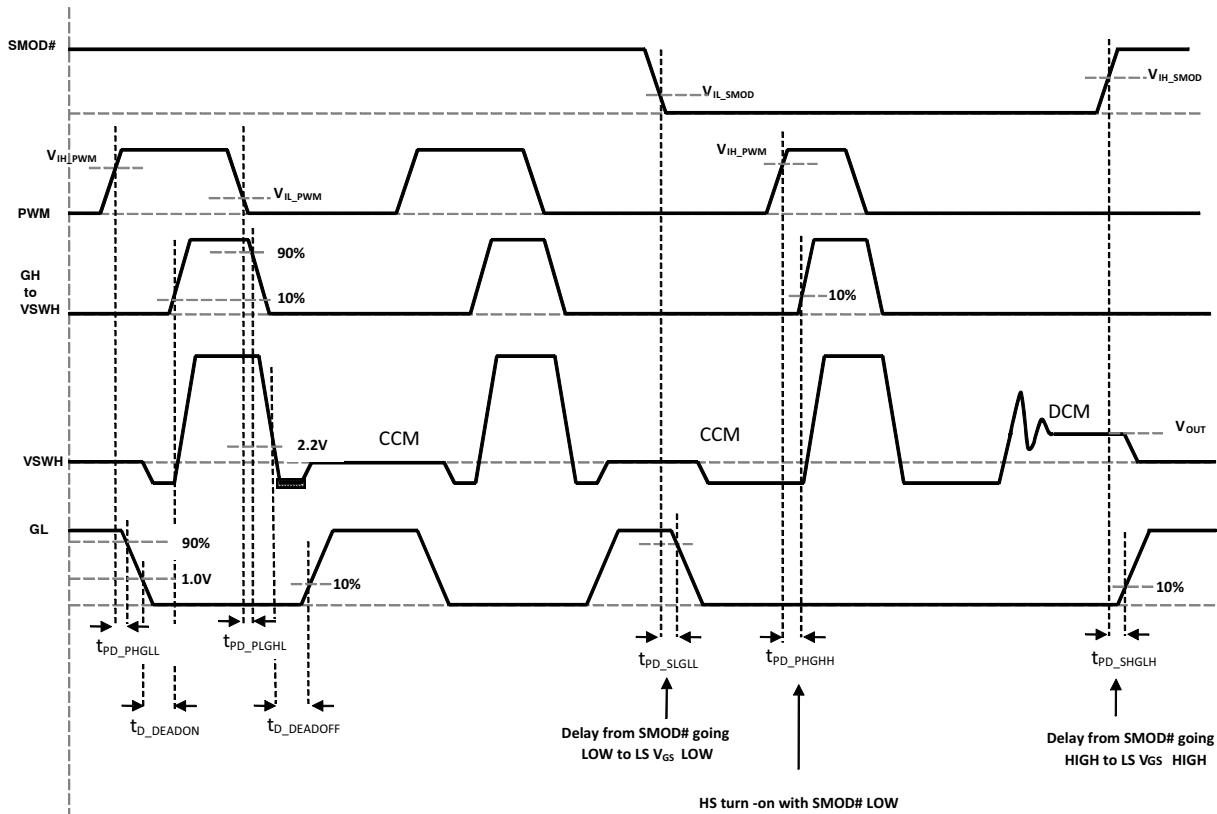 SMOD#
V_IL_SMOD
V_IH_SMOD
V_IH_PWM
V_IL_PWM
V_IH_PWM
PWM
90%
10%
10%
GH
to
VSWH
CCM
CCM
DCM
V_OUT
2.2V
VSWH
GL
90%
1.0V
10%
10%
t_PD_PHGLL
t_PD_PLGHL
t_PD_SLGLL
t_PD_PHGHH
t_PD_SHGLH
t_D_DEADON
t_D_DEADOFF
Delay from SMOD# going
LOW to LS V_GS LOW
Delay from SMOD# going
HIGH to LS V_GS HIGH
HS turn -on with SMOD# LOW